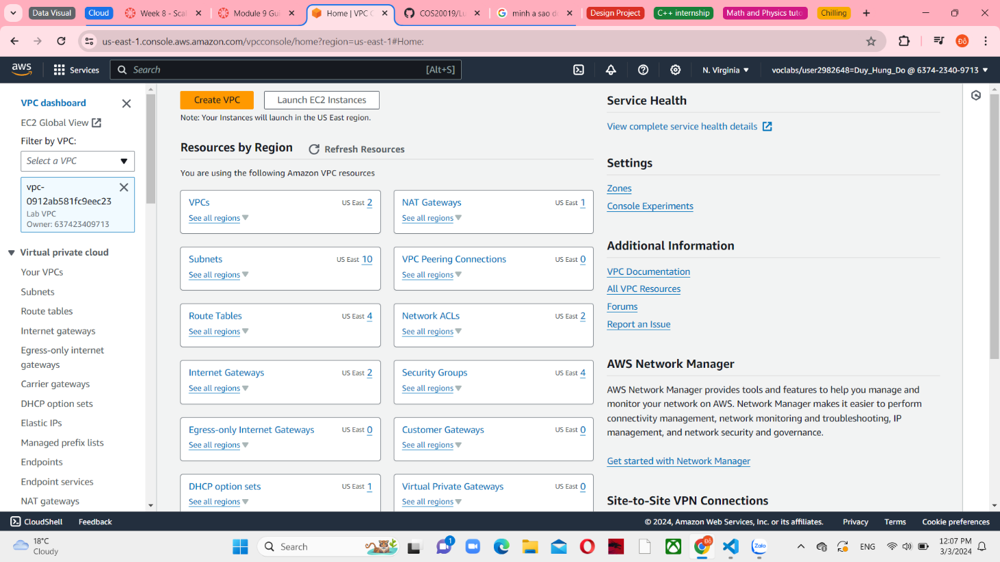 Data Visual
Cloud
Week 8 - Scal
Module 9 Gui
Home | VPC C
COS20019/Lu
minh a sao đo
Design Project
C++ internship
Math and Physics tuto
Chilling
us-east-1.console.aws.amazon.com/vpcconsole/home?region=us-east-1#Home:
Đỗ
aws
Services
Search
[Alt+S]
N. Virginia
voclabs/user2982648=Duy_Hung_Do @ 6374-2340-9713
VPC dashboard
EC2 Global View
Filter by VPC:
Select a VPC
vpc-
0912ab581fc9eec23
Lab VPC
Owner: 637423409713
Virtual private cloud
Your VPCs
Subnets
Route tables
Internet gateways
Egress-only internet
gateways
Carrier gateways
DHCP option sets
Elastic IPs
Managed prefix lists
Endpoints
Endpoint services
NAT gateways
Create VPC
Launch EC2 Instances
Note: Your Instances will launch in the US East region.
Resources by Region
Refresh Resources
You are using the following Amazon VPC resources
VPCs US East 2
See all regions
NAT Gateways US East 1
See all regions
Subnets US East 10
See all regions
VPC Peering Connections US East 0
See all regions
Route Tables US East 4
See all regions
Network ACLs US East 2
See all regions
Internet Gateways US East 2
See all regions
Security Groups US East 4
See all regions
Egress-only Internet Gateways US East 0
See all regions
Customer Gateways US East 0
See all regions
DHCP option sets US East 1
See all regions
Virtual Private Gateways US East 0
See all regions
Service Health
View complete service health details
Settings
Zones
Console Experiments
Additional Information
VPC Documentation
All VPC Resources
Forums
Report an Issue
AWS Network Manager
AWS Network Manager provides tools and features to help you manage and
monitor your network on AWS. Network Manager makes it easier to perform
connectivity management, network monitoring and troubleshooting, IP
management, and network security and governance.
Get started with Network Manager
Site-to-Site VPN Connections
CloudShell
Feedback
© 2024, Amazon Web Services, Inc. or its affiliates.
Privacy
Terms
Cookie preferences
18°C
Cloudy
Search
1
Đỗ
Zalo
ENG
12:07 PM
3/3/2024